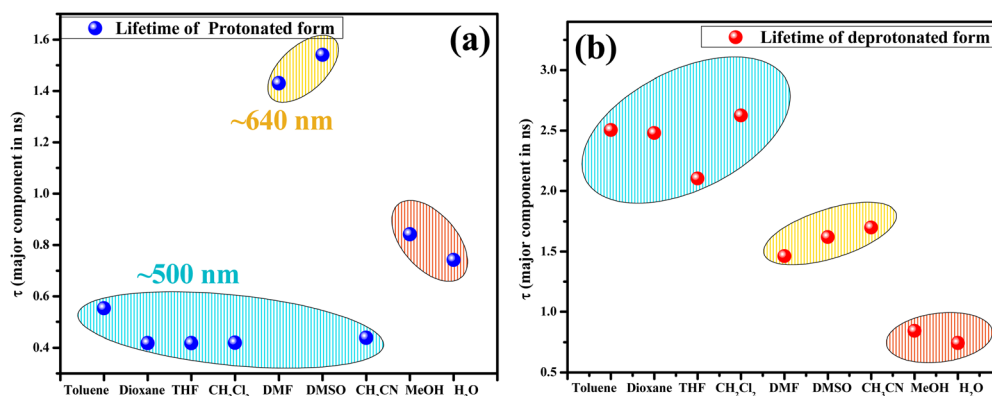 Lifetime of Protonated form
(a)
1.6
1.4
1.2
1.0
0.8
0.6
0.4
τ (major component in ns)
~640 nm
~500 nm
Toluene Dioxane THF CH₂Cl₂ DMF DMSO CH₃CN MeOH H₂O
Lifetime of deprotonated form
(b)
3.0
2.5
2.0
1.5
1.0
0.5
τ (major component in ns)
Toluene Dioxane THF CH₂Cl₂ DMF DMSO CH₃CN MeOH H₂O